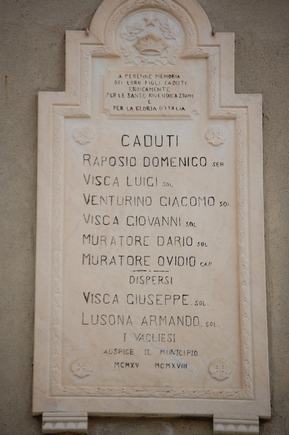 A PERENNE MEMORIA
DEI LORO FIGLI CADUTI
EROICAMENTE
PER LE SANTE RIVENDICAZIONI
E
PER LA GLORIA D'ITALIA
CADUTI
RAPOSIO DOMENICO SER.
VISCA LUIGI SOL.
VENTURINO GIACOMO SOL.
VISCA GIOVANNI SOL.
MURATORE DARIO SOL.
MURATORE OVIDIO CAP.
DISPERSI
VISCA GIUSEPPE SOL.
LUSONA ARMANDO SOL.
I VAGLIESI
AUSPICE IL MUNICIPIO
MCMXV MCMXVIII